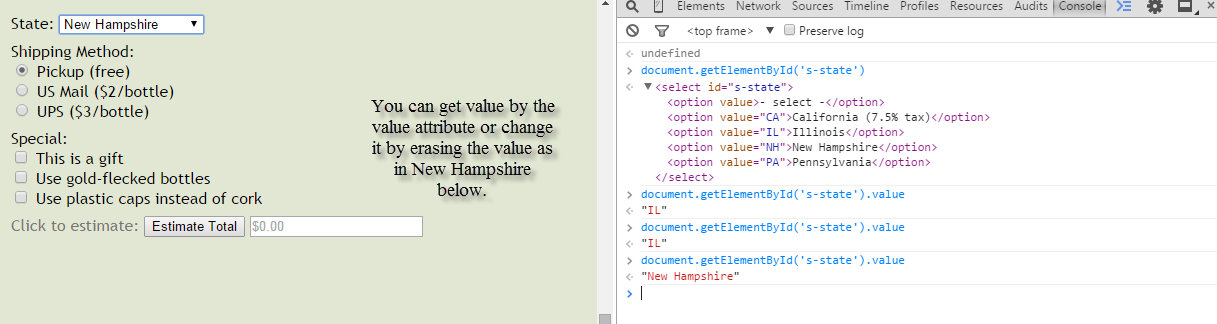 State: New Hampshire
Shipping Method:
Pickup (free)
US Mail ($2/bottle)
UPS ($3/bottle)
Special:
This is a gift
Use gold-flecked bottles
Use plastic caps instead of cork
Click to estimate: Estimate Total $0.00
You can get value by the
value attribute or change
it by erasing the value as
in New Hampshire
below.
Elements Network Sources Timeline Profiles Resources Audits Console
<top frame> Preserve log
undefined
document.getElementById('s-state')
<select id="s-state">
<option value>- select -</option>
<option value="CA">California (7.5% tax)</option>
<option value="IL">Illinois</option>
<option value="NH">New Hampshire</option>
<option value="PA">Pennsylvania</option>
</select>
document.getElementById('s-state').value
"IL"
document.getElementById('s-state').value
"IL"
document.getElementById('s-state').value
"New Hampshire"